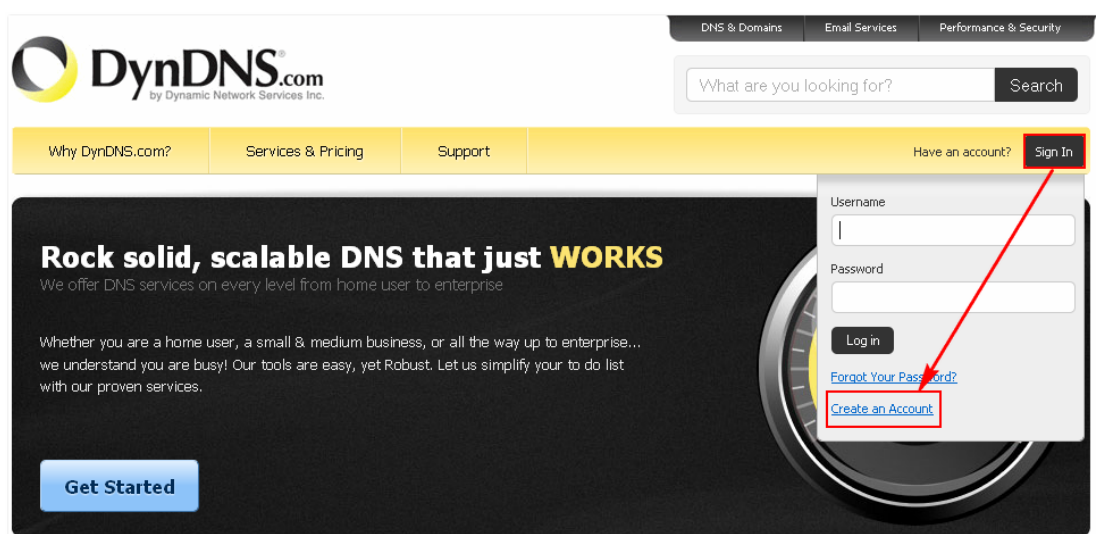 DNS & Domains Email Services Performance & Security
DynDNS®.com
by Dynamic Network Services Inc.
What are you looking for? Search
Why DynDNS.com? Services & Pricing Support Have an account? Sign In
Username
Password
Log in
Forgot Your Password?
Create an Account
Rock solid, scalable DNS that just WORKS
We offer DNS services on every level from home user to enterprise
Whether you are a home user, a small & medium business, or all the way up to enterprise...
we understand you are busy! Our tools are easy, yet Robust. Let us simplify your to do list
with our proven services.
Get Started